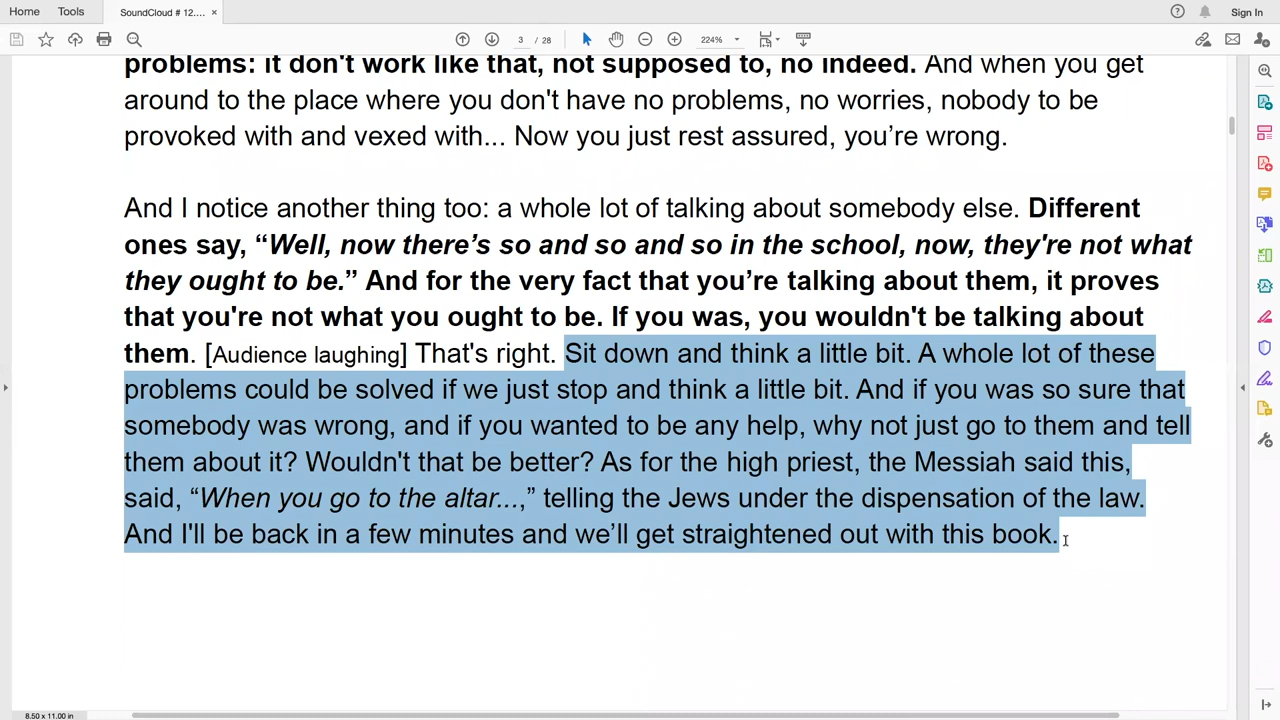 Home Tools SoundCloud # 12.... × Sign In
3 / 28 224%
problems: it don't work like that, not supposed to, no indeed. And when you get
around to the place where you don't have no problems, no worries, nobody to be
provoked with and vexed with... Now you just rest assured, you’re wrong.
And I notice another thing too: a whole lot of talking about somebody else. Different
ones say, “Well, now there’s so and so and so in the school, now, they're not what
they ought to be.” And for the very fact that you’re talking about them, it proves
that you're not what you ought to be. If you was, you wouldn't be talking about
them. [Audience laughing] That's right. Sit down and think a little bit. A whole lot of these
problems could be solved if we just stop and think a little bit. And if you was so sure that
somebody was wrong, and if you wanted to be any help, why not just go to them and tell
them about it? Wouldn't that be better? As for the high priest, the Messiah said this,
said, “When you go to the altar...,” telling the Jews under the dispensation of the law.
And I'll be back in a few minutes and we’ll get straightened out with this book.
8.50 x 11.00 in